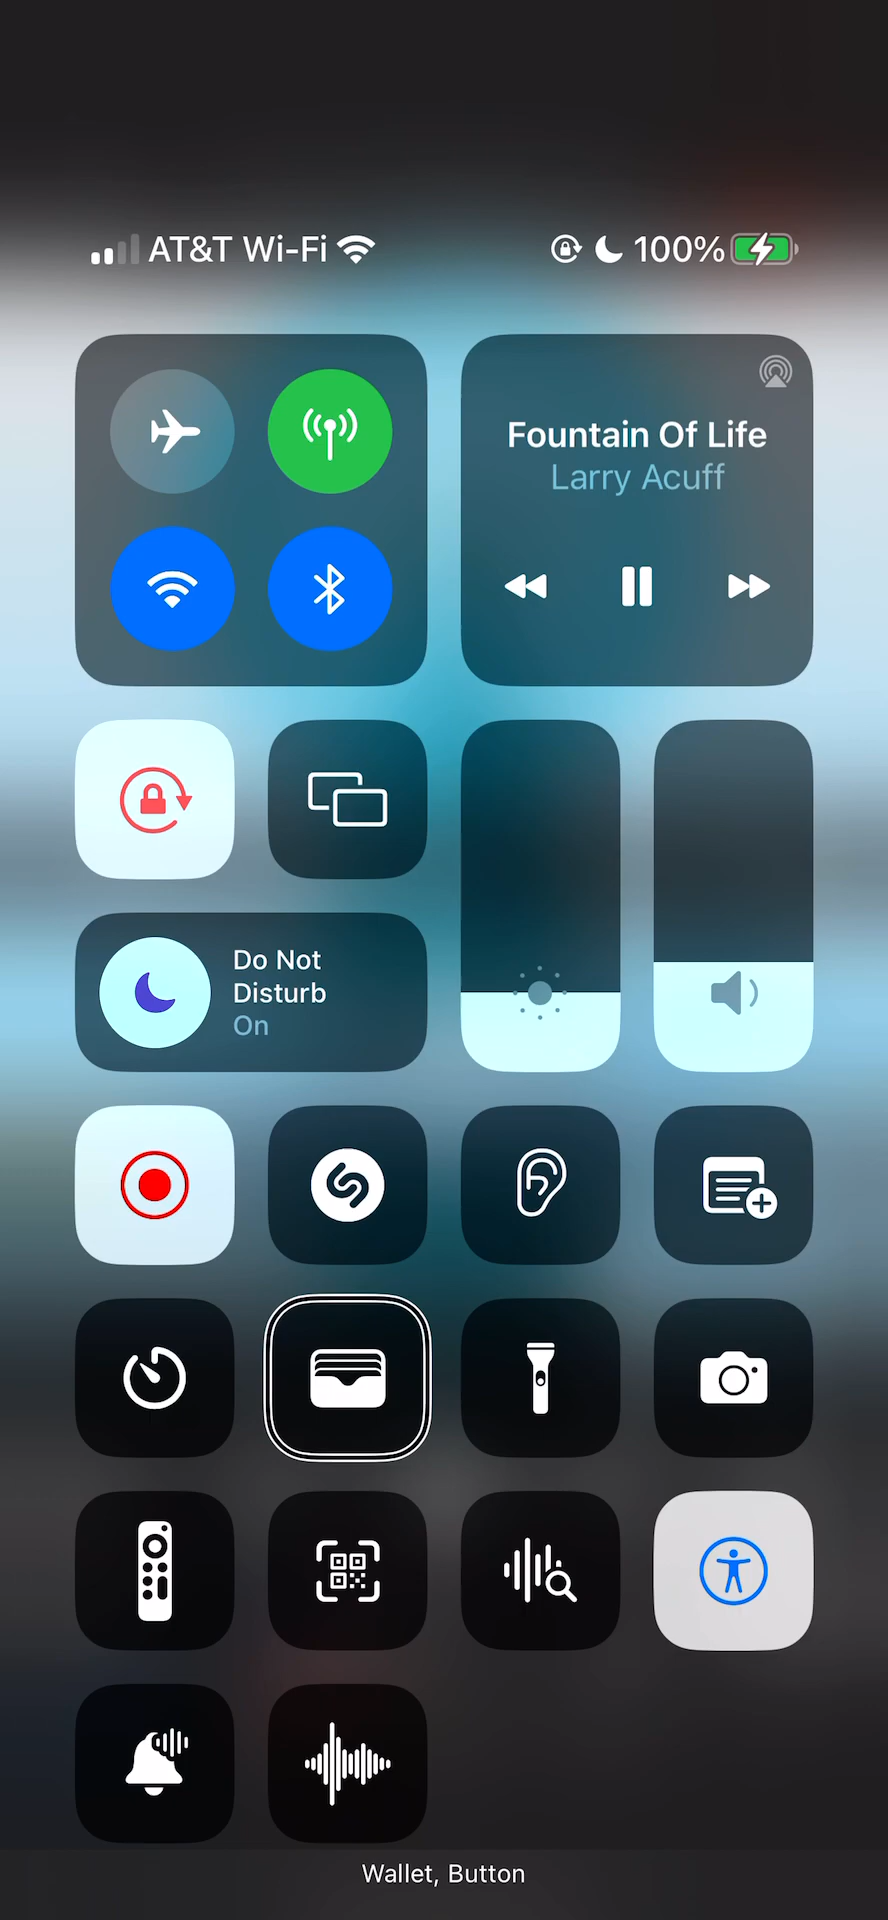 AT&T Wi-Fi 100%
Fountain Of Life
Larry Acuff
Do Not
Disturb
On
Wallet, Button